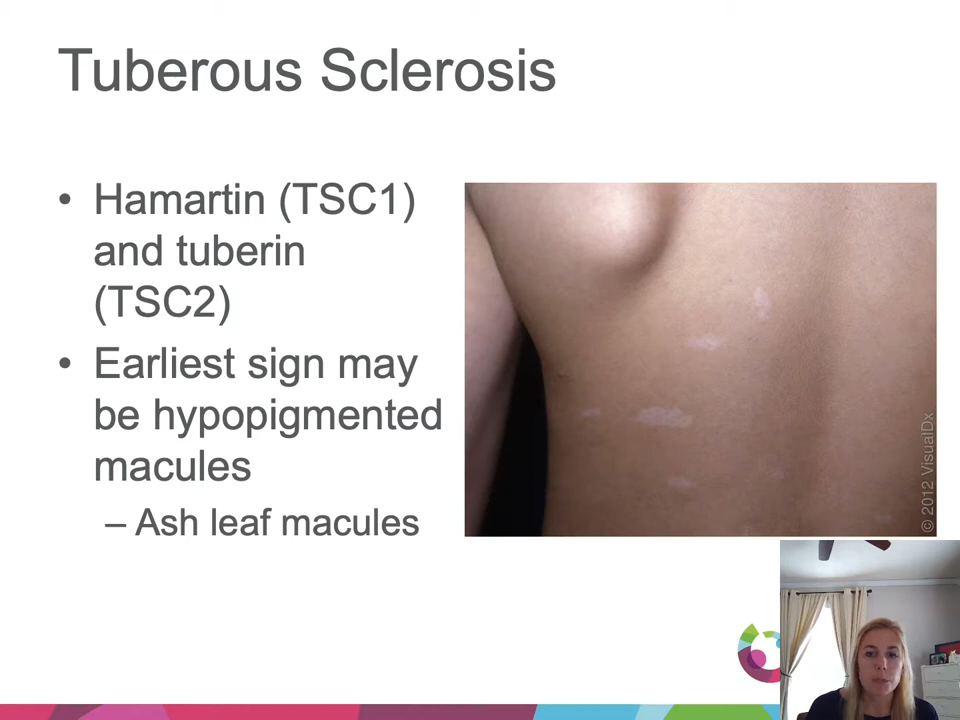 Tuberous Sclerosis
• Hamartin (TSC1)
and tuberin
(TSC2)
• Earliest sign may
be hypopigmented
macules
– Ash leaf macules
© 2012 VisualDx